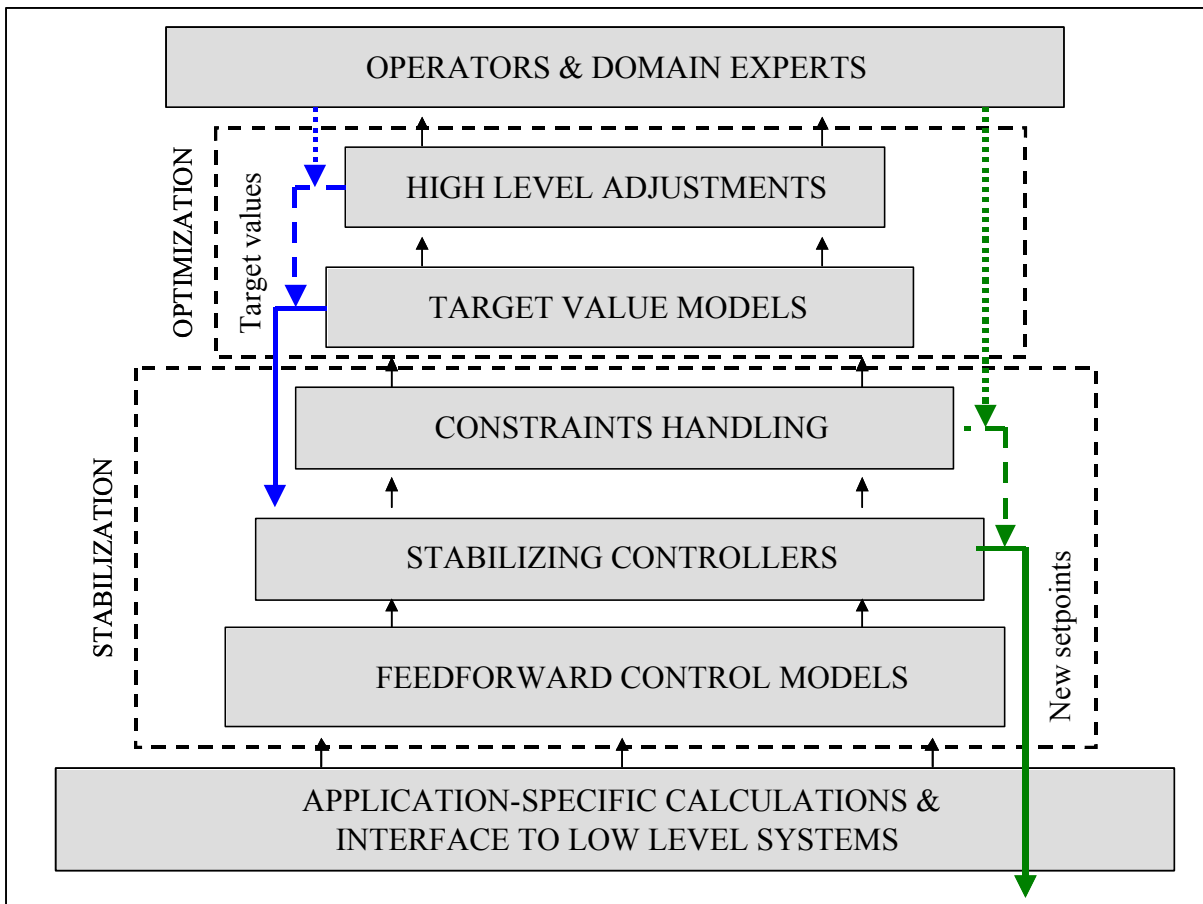 OPERATORS & DOMAIN EXPERTS
OPTIMIZATION
Target values
HIGH LEVEL ADJUSTMENTS
TARGET VALUE MODELS
STABILIZATION
CONSTRAINTS HANDLING
STABILIZING CONTROLLERS
FEEDFORWARD CONTROL MODELS
New setpoints
APPLICATION-SPECIFIC CALCULATIONS &
INTERFACE TO LOW LEVEL SYSTEMS